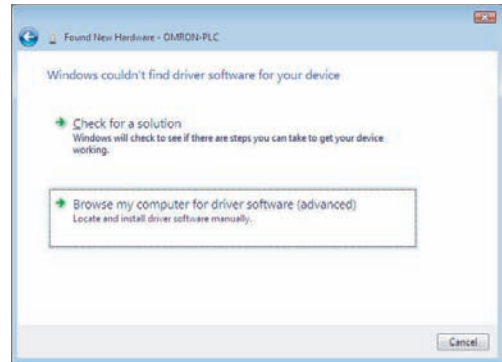 Found New Hardware - OMRON-PLC
Windows couldn't find driver software for your device
Check for a solution
Windows will check to see if there are steps you can take to get your device
working.
Browse my computer for driver software (advanced)
Locate and install driver software manually.
Cancel